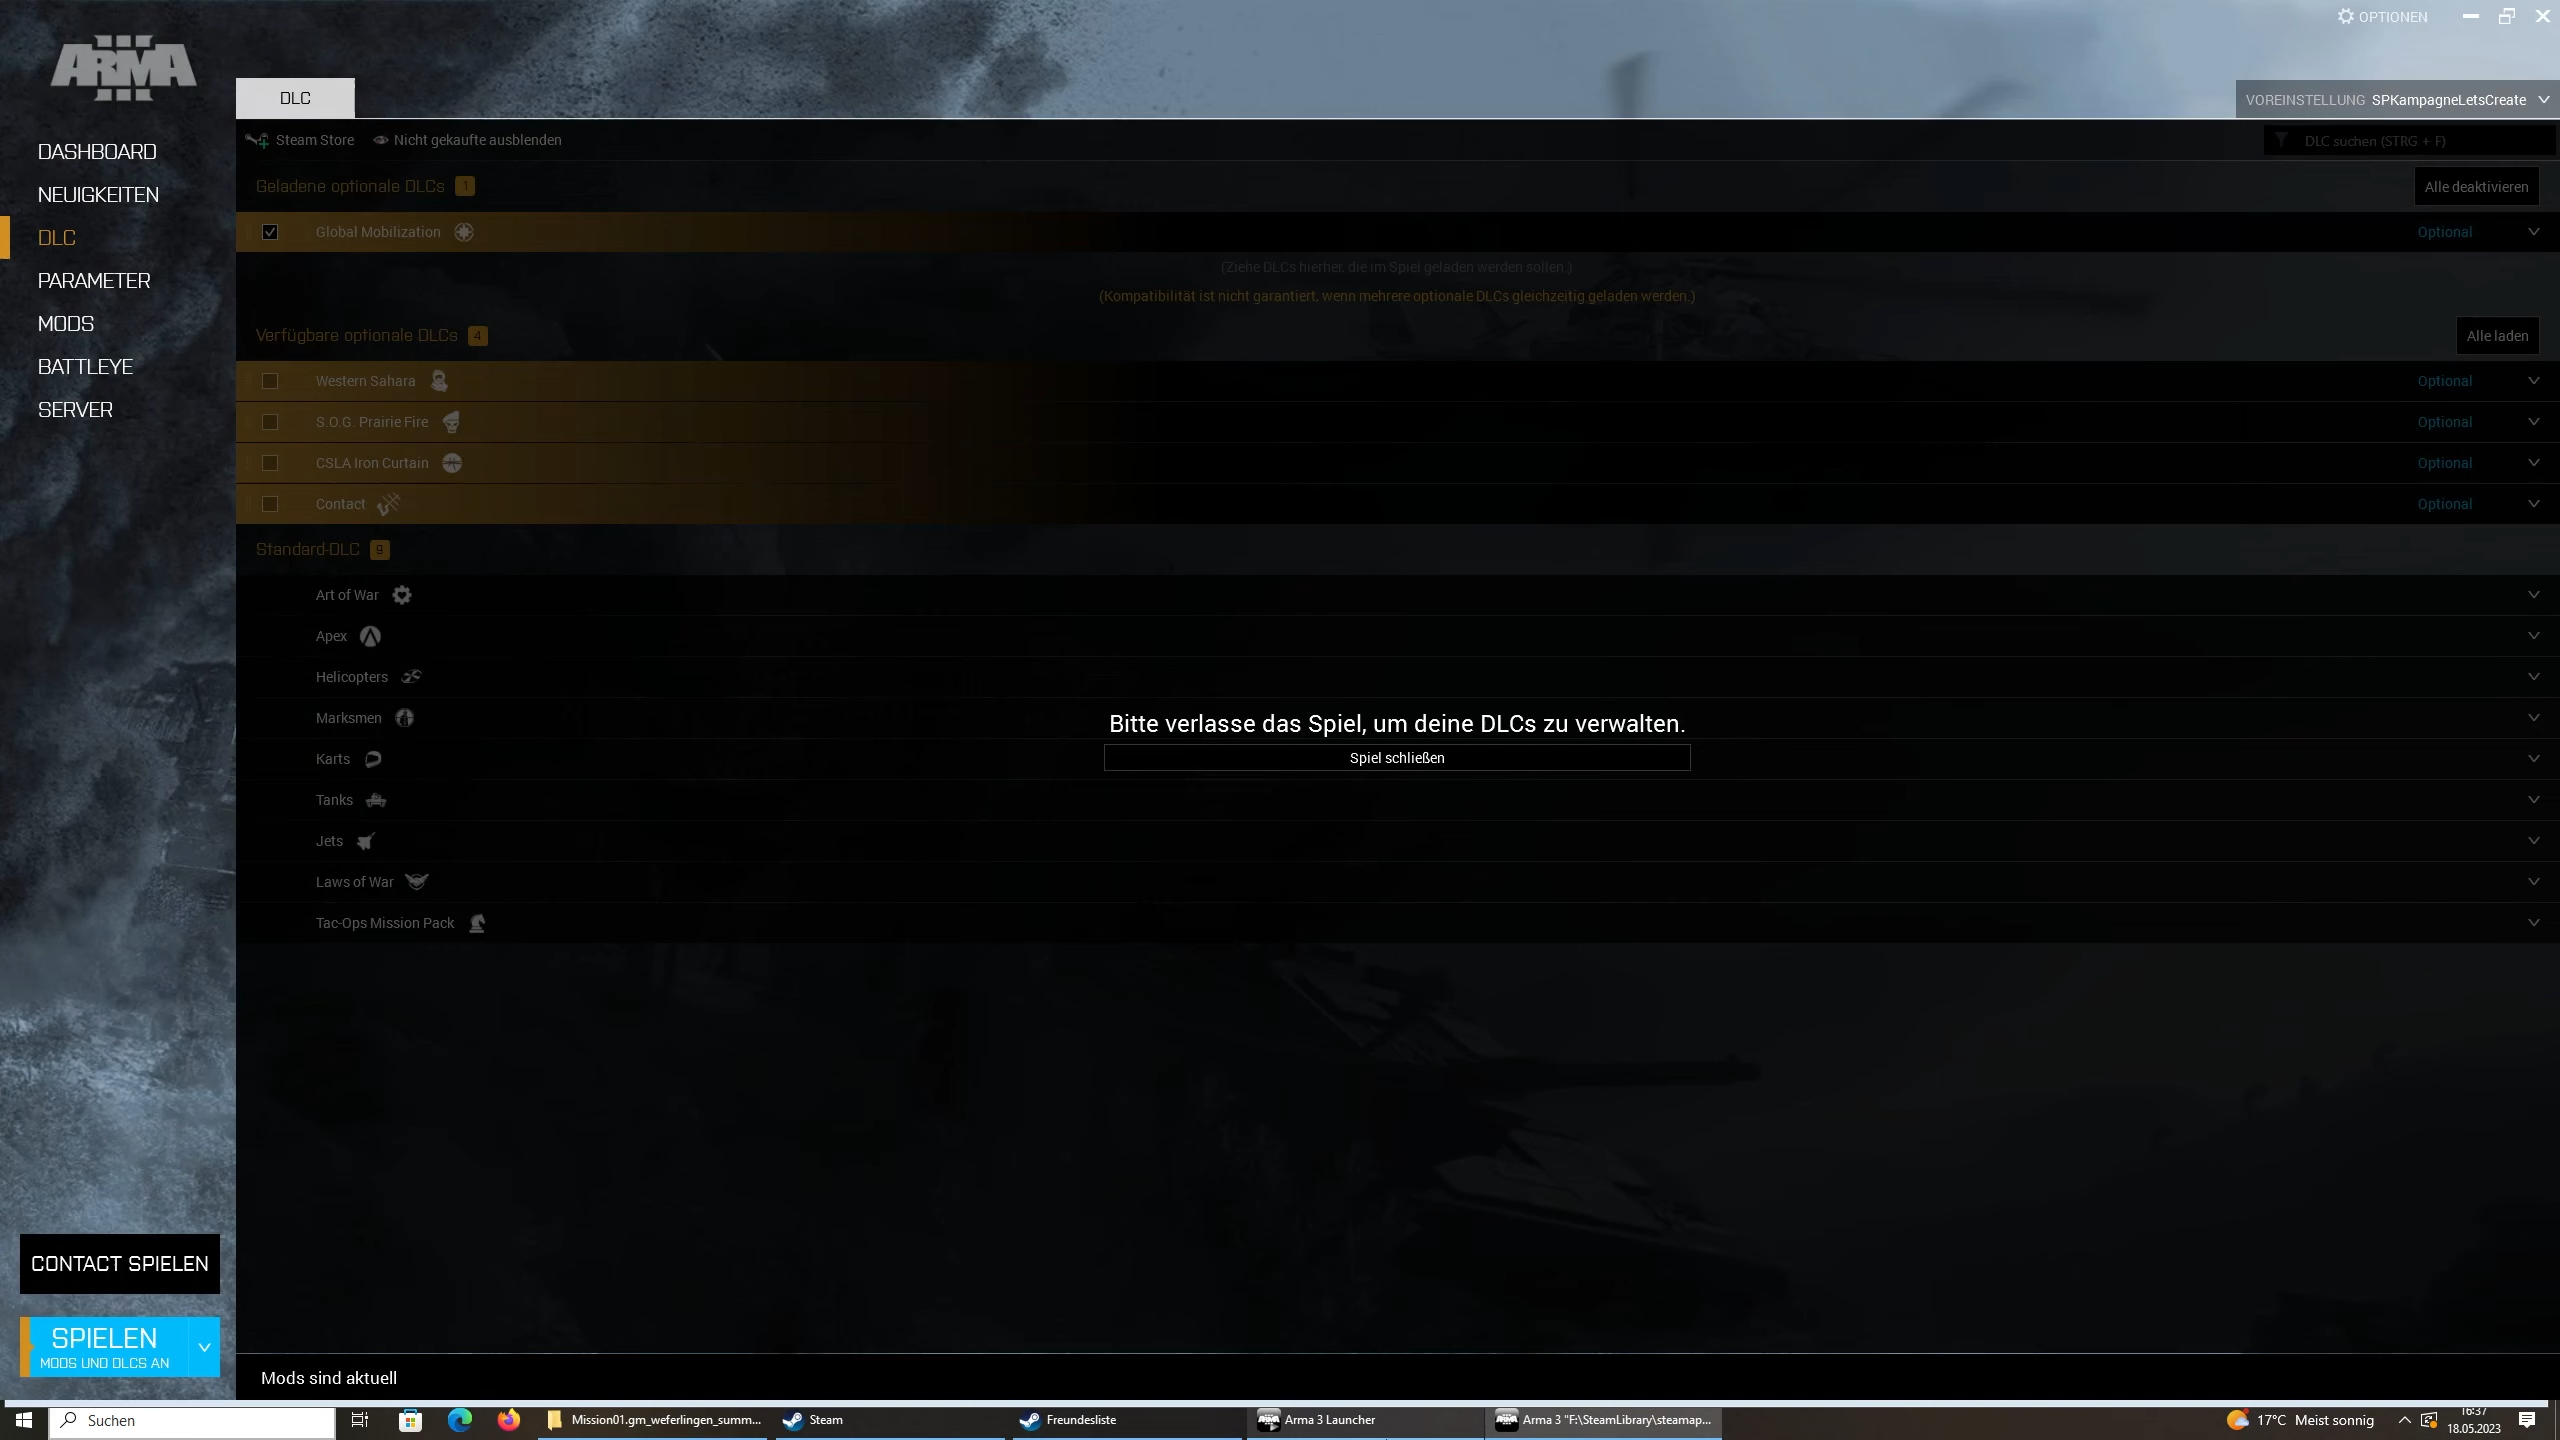 OPTIONEN
ARMA III
DLC
VOREINSTELLUNG SPKampagneLetsCreate
DASHBOARD
NEUIGKEITEN
DLC
PARAMETER
MODS
BATTLEYE
SERVER
Steam Store
Nicht gekaufte ausblenden
DLC suchen (STRG + F)
Geladene optionale DLCs 1
Alle deaktivieren
Global Mobilization
Optional
(Ziehe DLCs hierher, die im Spiel geladen werden sollen.)
(Kompatibilität ist nicht garantiert, wenn mehrere optionale DLCs gleichzeitig geladen werden.)
Verfügbare optionale DLCs 4
Alle laden
Western Sahara
Optional
S.O.G. Prairie Fire
Optional
CSLA Iron Curtain
Optional
Contact
Optional
Standard-DLC 9
Art of War
Apex
Helicopters
Marksmen
Karts
Tanks
Jets
Laws of War
Tac-Ops Mission Pack
Bitte verlasse das Spiel, um deine DLCs zu verwalten.
Spiel schließen
CONTACT SPIELEN
SPIELEN
MODS UND DLCS AN
Mods sind aktuell
Suchen
Mission01.gm_weferlingen_summ...
Steam
Freundesliste
Arma 3 Launcher
Arma 3 "F:\SteamLibrary\steamap...
17°C Meist sonnig
16:37
18.05.2023